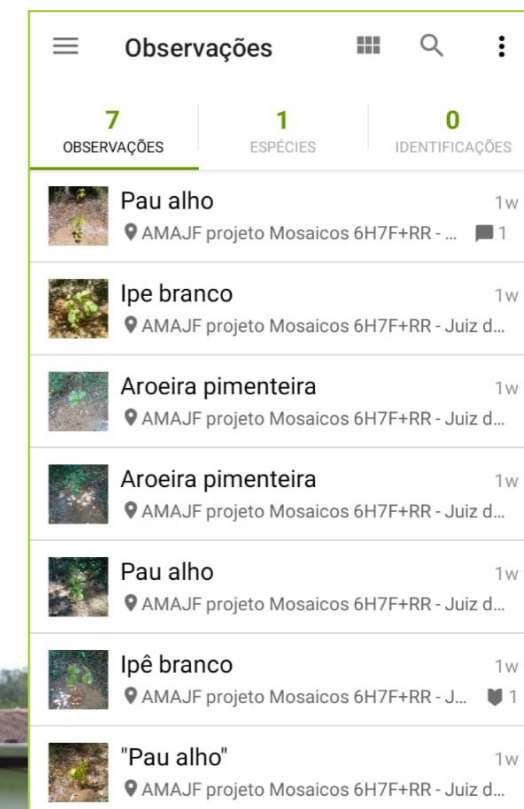 Observações
7 1 0
OBSERVAÇÕES ESPÉCIES IDENTIFICAÇÕES
Pau alho 1w
AMAJF projeto Mosaicos 6H7F+RR - ... 1
Ipe branco 1w
AMAJF projeto Mosaicos 6H7F+RR - Juiz d...
Aroeira pimenteira 1w
AMAJF projeto Mosaicos 6H7F+RR - Juiz d...
Aroeira pimenteira 1w
AMAJF projeto Mosaicos 6H7F+RR - Juiz d...
Pau alho 1w
AMAJF projeto Mosaicos 6H7F+RR - Juiz d...
Ipê branco 1w
AMAJF projeto Mosaicos 6H7F+RR - J... 1
"Pau alho" 1w
AMAJF projeto Mosaicos 6H7F+RR - Juiz d...